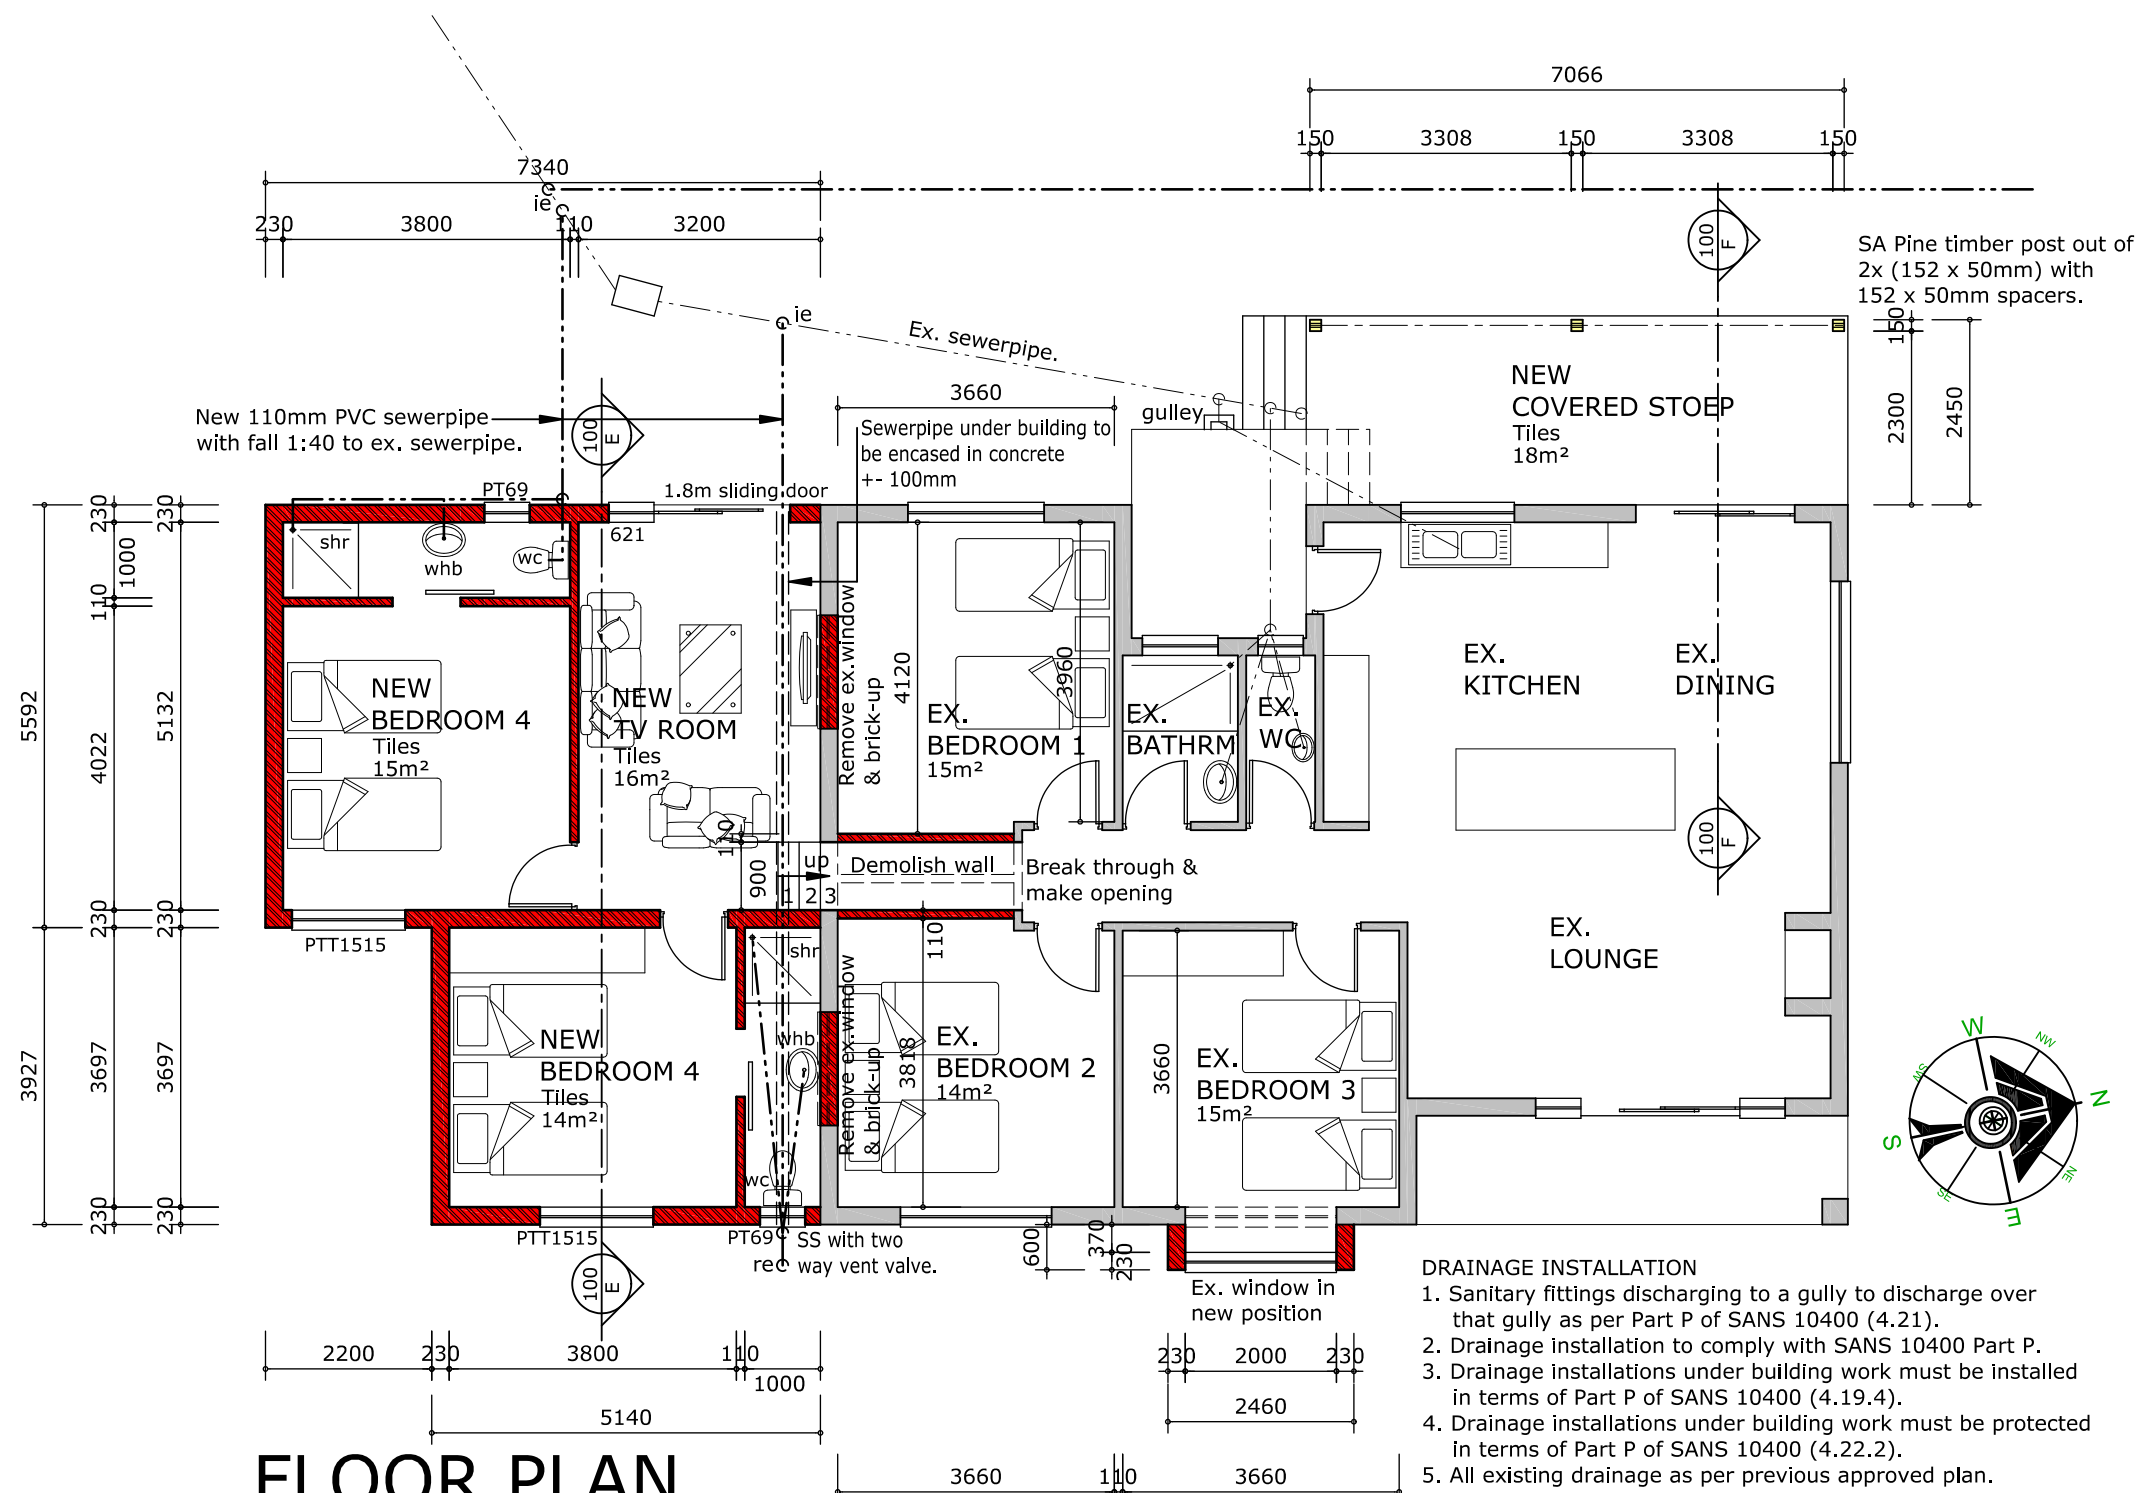 7066
150 3308 150 3308 150
7340
ie
230 3800 110 3200
100
F
SA Pine timber post out of
2x (152 x 50mm) with
152 x 50mm spacers.
150
2300
2450
ie
Ex. sewerpipe.
NEW
COVERED STOEP
Tiles
18m²
3660
gulley
New 110mm PVC sewerpipe
with fall 1:40 to ex. sewerpipe.
100
E
Sewerpipe under building to
be encased in concrete
+- 100mm
PT69
1.8m sliding door
621
230
1000
110
4022
230
3697
230
230
5132
230
3697
230
5592
3927
shr
whb
wc
NEW
BEDROOM 4
Tiles
15m²
NEW
TV ROOM
Tiles
16m²
Remove ex.window
& brick-up
4120
3960
EX.
BEDROOM 1
15m²
EX.
BATHRM
EX.
WC.
EX.
KITCHEN
EX.
DINING
100
F
110
900
up
1 2 3
Demolish wall
Break through &
make opening
PTT1515
EX.
LOUNGE
shr
whb
wc
NEW
BEDROOM 4
Tiles
14m²
Remove ex.window
& brick-up
110
3818
EX.
BEDROOM 2
14m²
3660
EX.
BEDROOM 3
15m²
N
NE
E
SE
S
SW
W
NW
PTT1515
PT69
rec
SS with two
way vent valve.
100
E
600
370
230
Ex. window in
new position
2200 230 3800 110
1000
5140
230 2000 230
2460
3660 110 3660
FLOOR PLAN
DRAINAGE INSTALLATION
1. Sanitary fittings discharging to a gully to discharge over
that gully as per Part P of SANS 10400 (4.21).
2. Drainage installation to comply with SANS 10400 Part P.
3. Drainage installations under building work must be installed
in terms of Part P of SANS 10400 (4.19.4).
4. Drainage installations under building work must be protected
in terms of Part P of SANS 10400 (4.22.2).
5. All existing drainage as per previous approved plan.